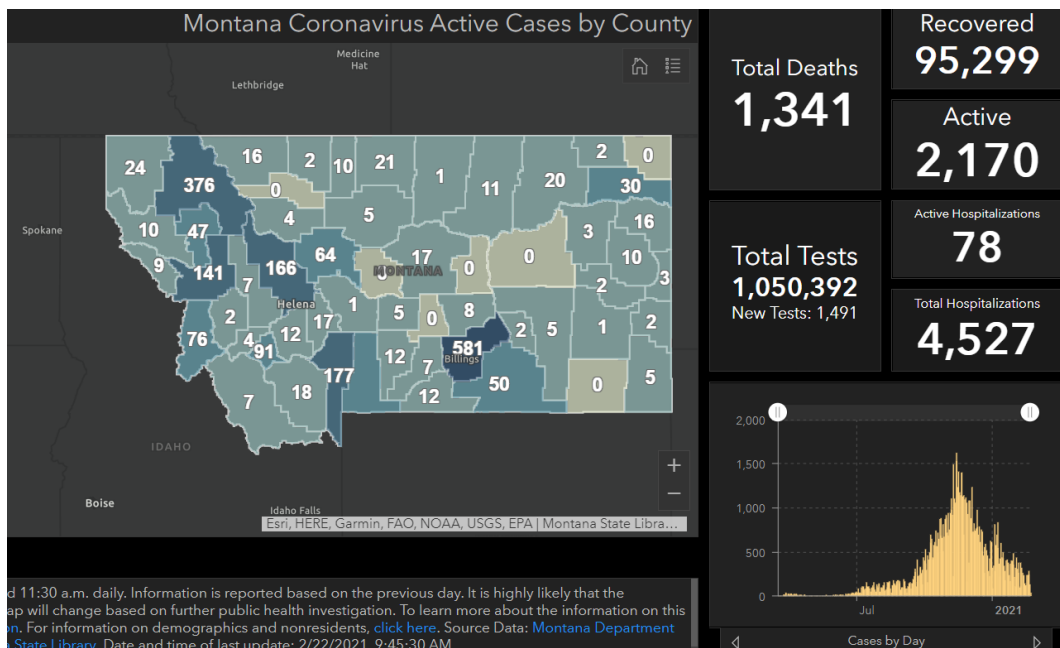 Montana Coronavirus Active Cases by County
Medicine
Hat
Lethbridge
Spokane
24
376
16
0
2
10
21
1
11
20
2
0
30
4
5
10
47
9
141
7
166
64
0
MONTANA
17
0
0
3
16
10
3
2
Helena
76
2
4
91
12
17
1
5
0
8
2
5
1
2
581
Billings
12
7
12
50
0
5
7
18
177
IDAHO
Boise
Idaho Falls
+
−
Esri, HERE, Garmin, FAO, NOAA, USGS, EPA | Montana State Libra...
d 11:30 a.m. daily. Information is reported based on the previous day. It is highly likely that the
ap will change based on further public health investigation. To learn more about the information on this
on. For information on demographics and nonresidents, click here. Source Data: Montana Department
a State Library. Date and time of last update: 2/22/2021, 9:45:30 AM
Total Deaths
1,341
Recovered
95,299
Active
2,170
Total Tests
1,050,392
New Tests: 1,491
Active Hospitalizations
78
Total Hospitalizations
4,527
2,000
1,500
1,000
500
0
Jul
2021
Cases by Day